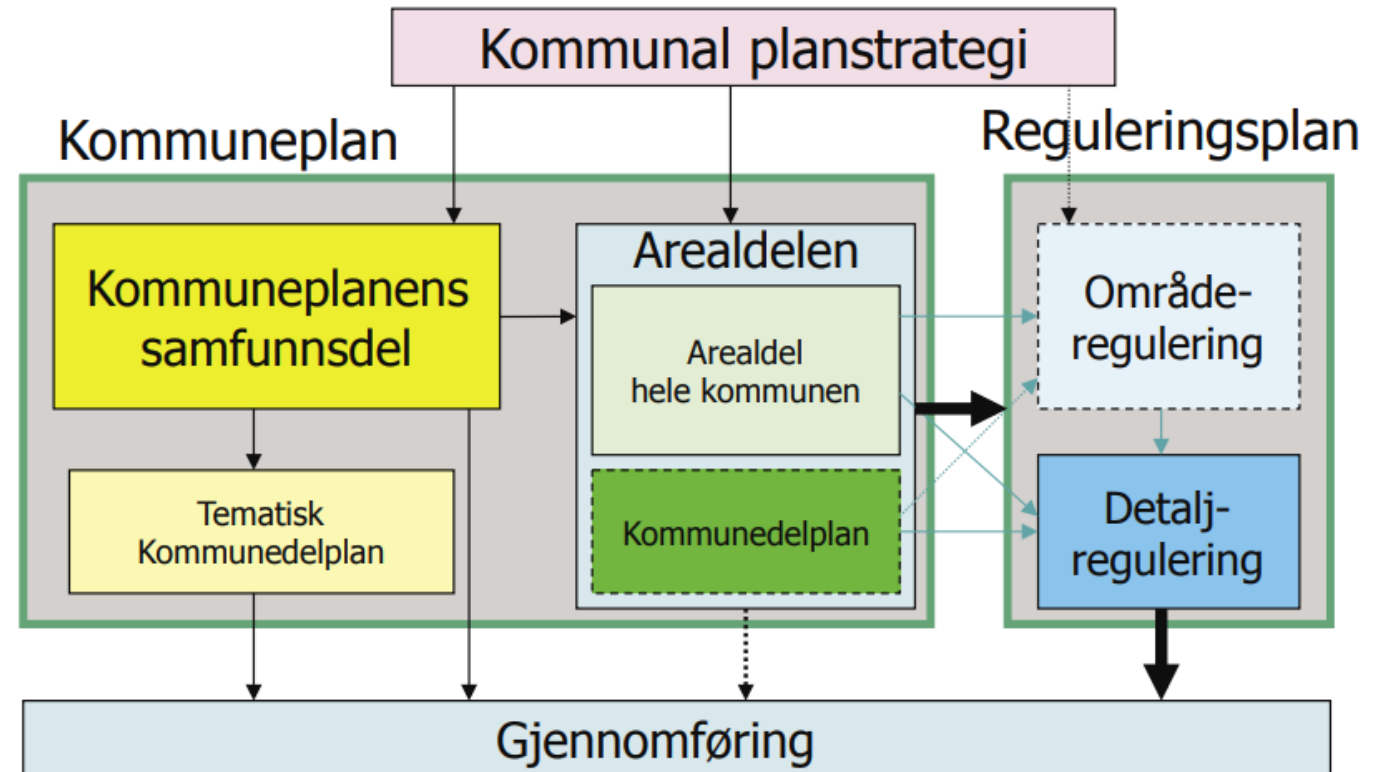 Kommunal planstrategi
Kommuneplan
Reguleringsplan
Kommuneplanens
samfunnsdel
Arealdelen
Arealdel
hele kommunen
Område-
regulering
Tematisk
Kommunedelplan
Kommunedelplan
Detalj-
regulering
Gjennomføring